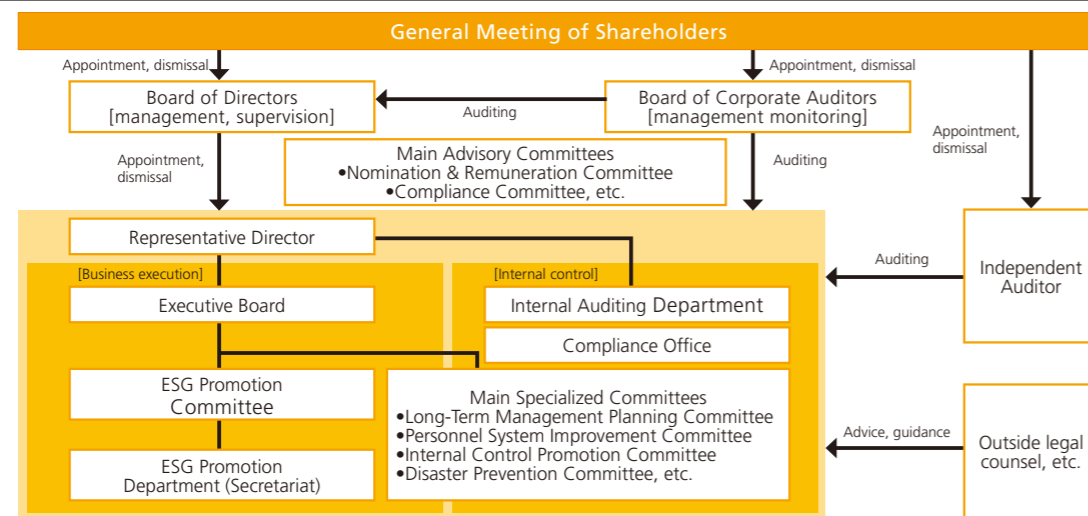 General Meeting of Shareholders
Appointment, dismissal
Appointment, dismissal
Board of Directors
[management, supervision]
Auditing
Board of Corporate Auditors
[management monitoring]
Appointment,
dismissal
Appointment,
dismissal
Main Advisory Committees
•Nomination & Remuneration Committee
•Compliance Committee, etc.
Auditing
Representative Director
[Business execution]
[Internal control]
Auditing
Independent
Auditor
Executive Board
Internal Auditing Department
Compliance Office
ESG Promotion
Committee
Main Specialized Committees
•Long-Term Management Planning Committee
•Personnel System Improvement Committee
•Internal Control Promotion Committee
•Disaster Prevention Committee, etc.
Advice, guidance
Outside legal
counsel, etc.
ESG Promotion
Department (Secretariat)